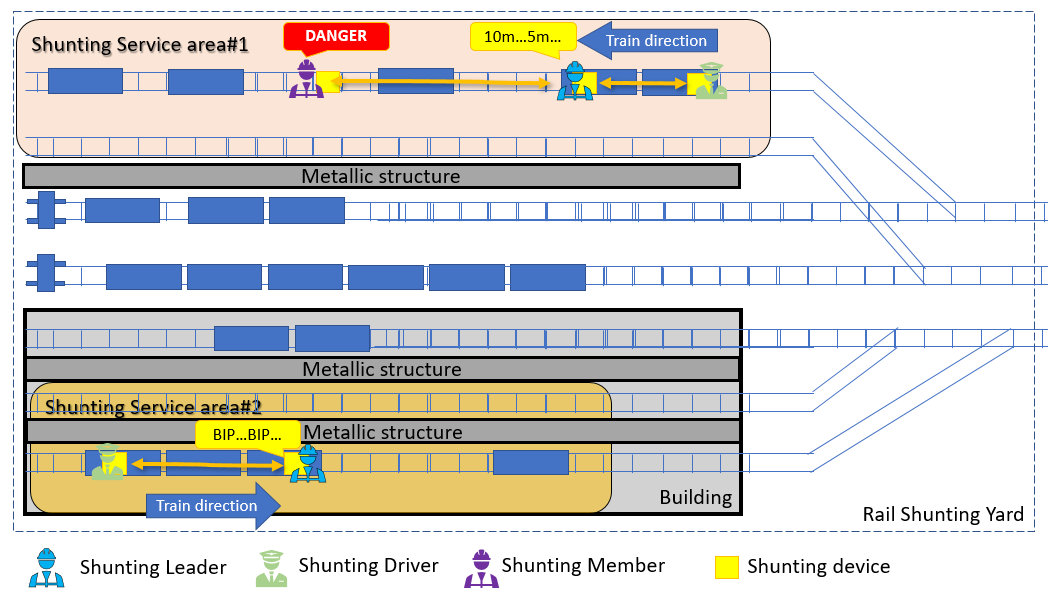 Shunting Service area#1
DANGER
10m…5m…
Train direction
Metallic structure
Metallic structure
Shunting Service area#2
Metallic structure
BIP…BIP…
Train direction
Building
Rail Shunting Yard
Shunting Leader
Shunting Driver
Shunting Member
Shunting device